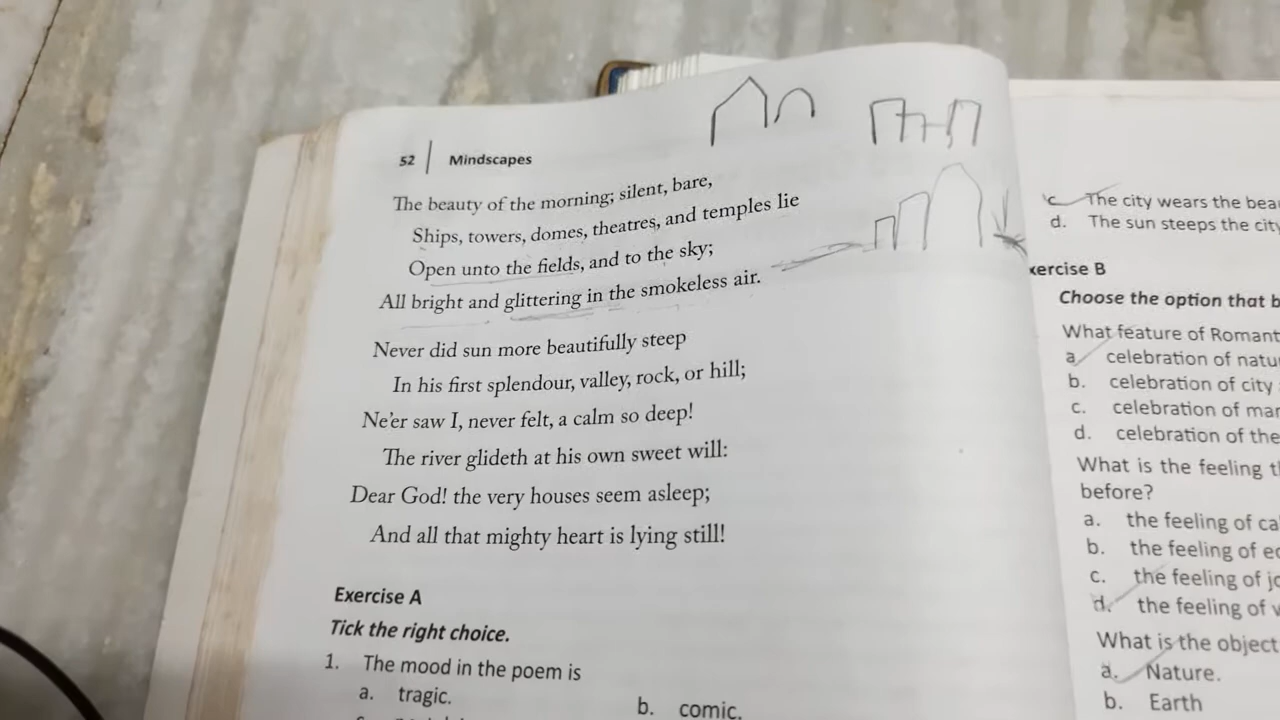 52 | Mindscapes
The beauty of the morning; silent, bare,
Ships, towers, domes, theatres, and temples lie
Open unto the fields, and to the sky;
All bright and glittering in the smokeless air.
Never did sun more beautifully steep
In his first splendour, valley, rock, or hill;
Ne'er saw I, never felt, a calm so deep!
The river glideth at his own sweet will:
Dear God! the very houses seem asleep;
And all that mighty heart is lying still!
Exercise A
Tick the right choice.
1. The mood in the poem is
a. tragic.
b. comic.
c. The city wears the
d. The sun steeps the city
Exercise B
Choose the option that
What feature of
a. celebration of
b. celebration of city
c. celebration of
d. celebration of the
What is the feeling
before?
a. the feeling of
b. the feeling of
c. the feeling of
d. the feeling of
What is the object
a. Nature.
b. Earth